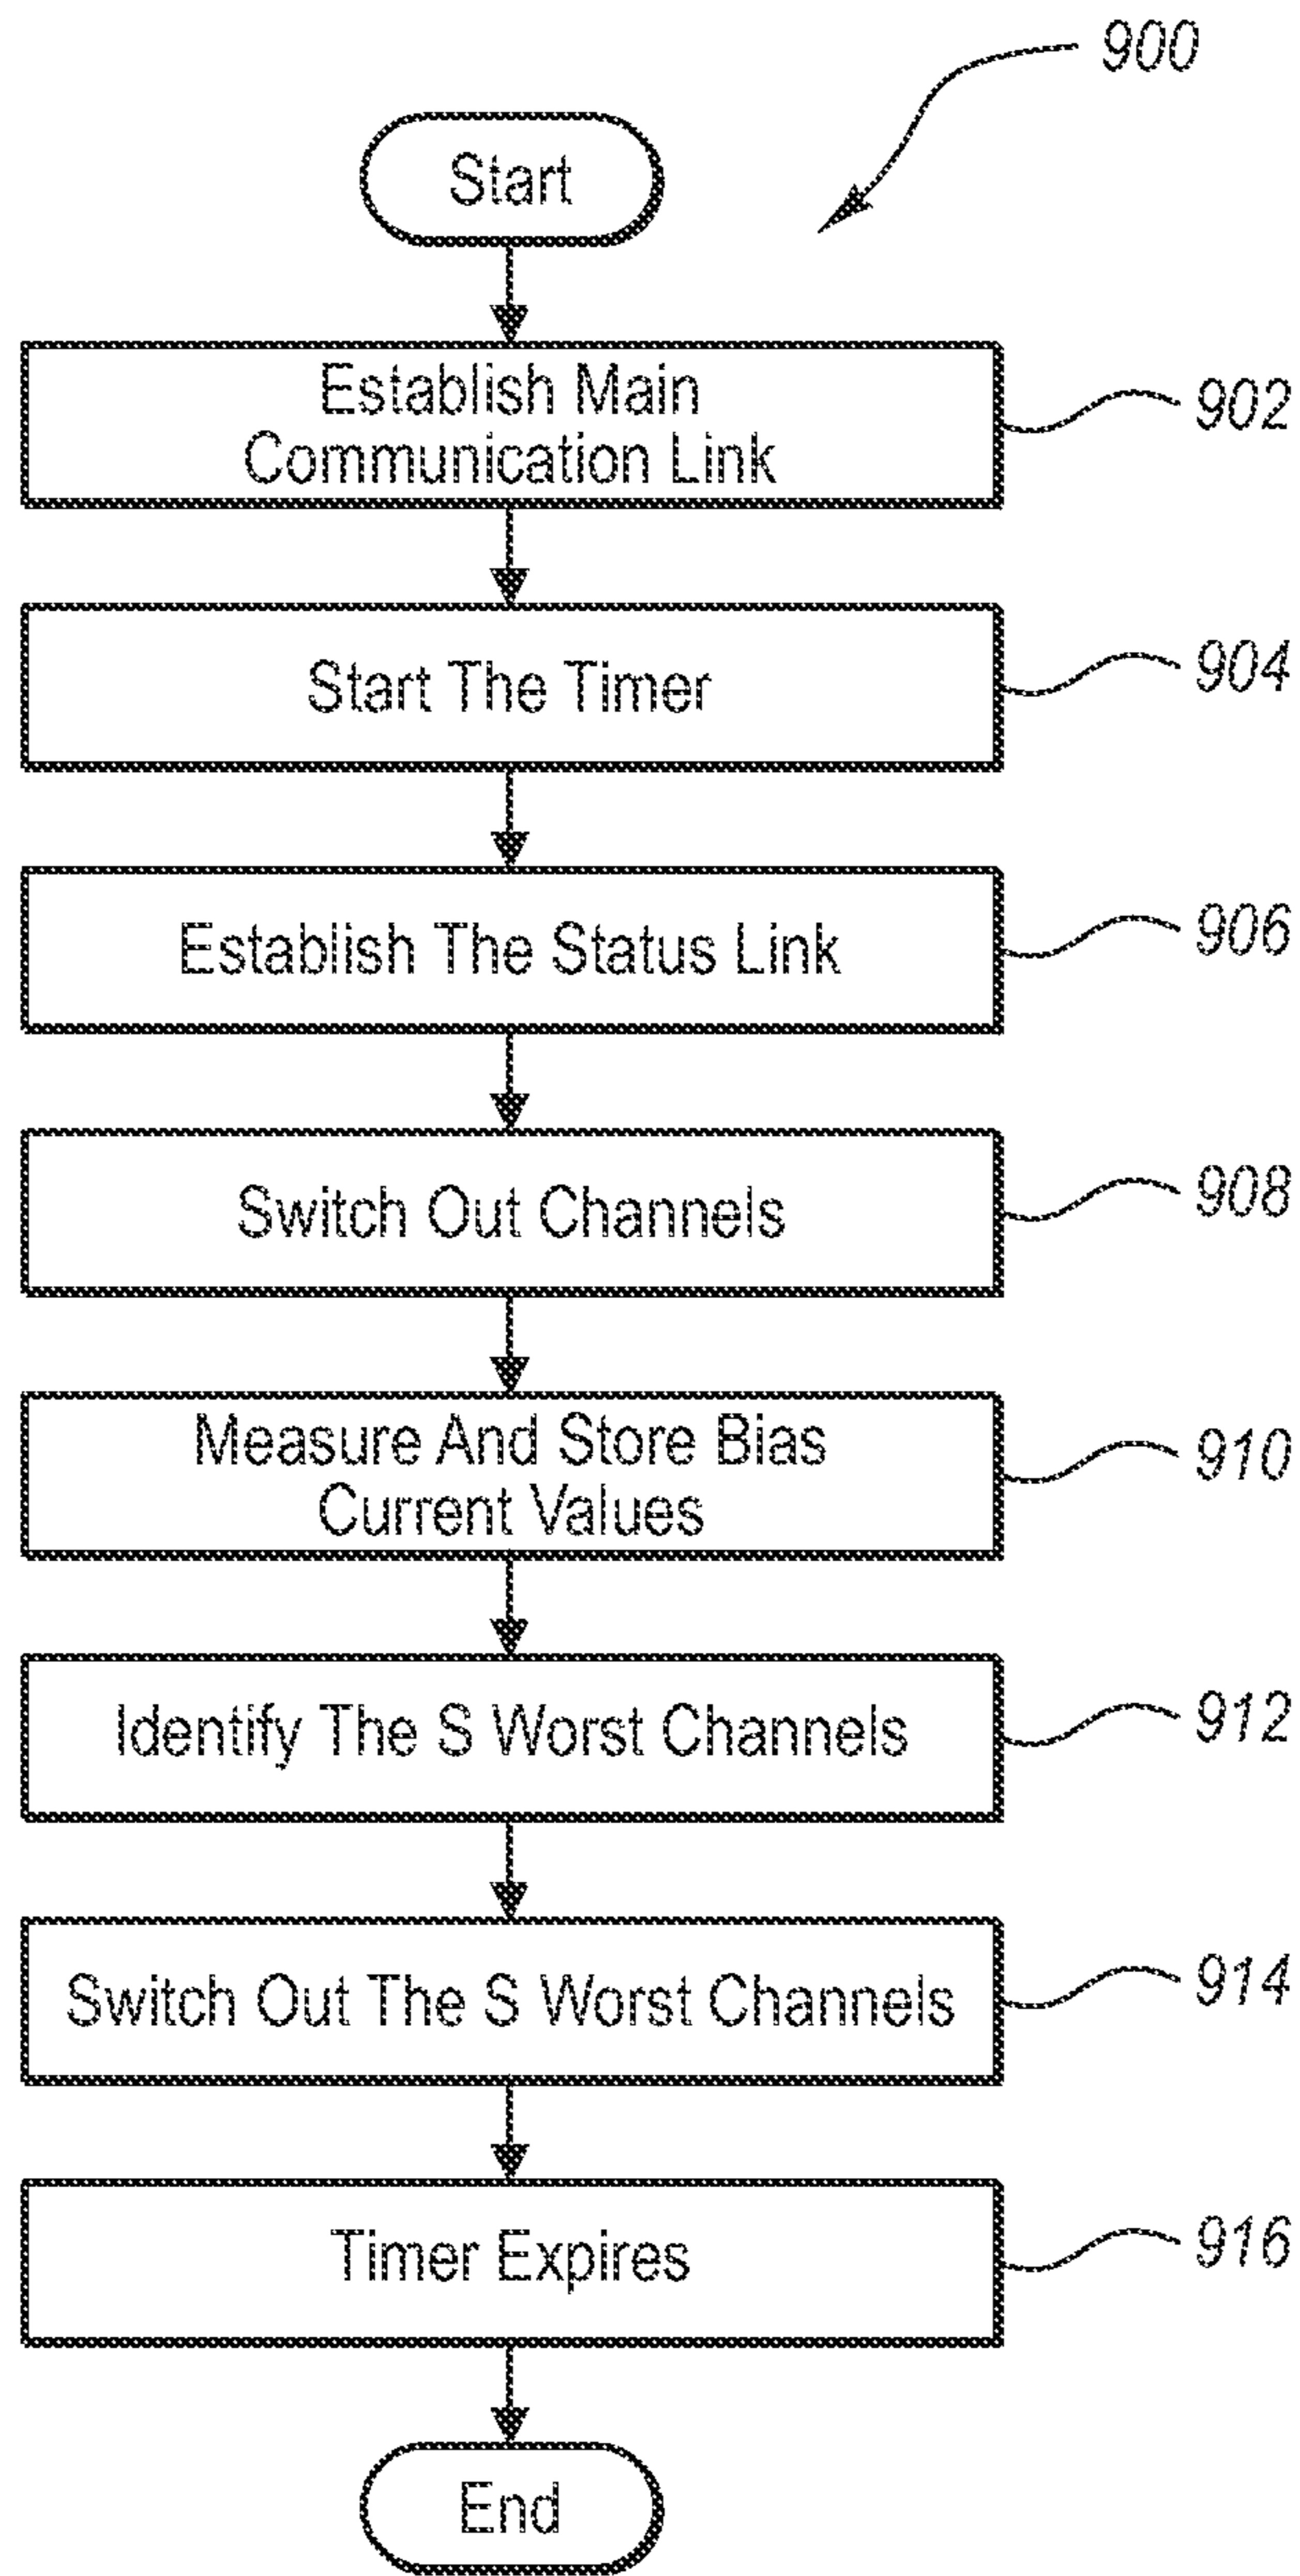 900
Start
Establish Main
Communication Link
902
Start The Timer
904
Establish The Status Link
906
Switch Out Channels
908
Measure And Store Bias
Current Values
910
Identify The S Worst Channels
912
Switch Out The S Worst Channels
914
Timer Expires
916
End